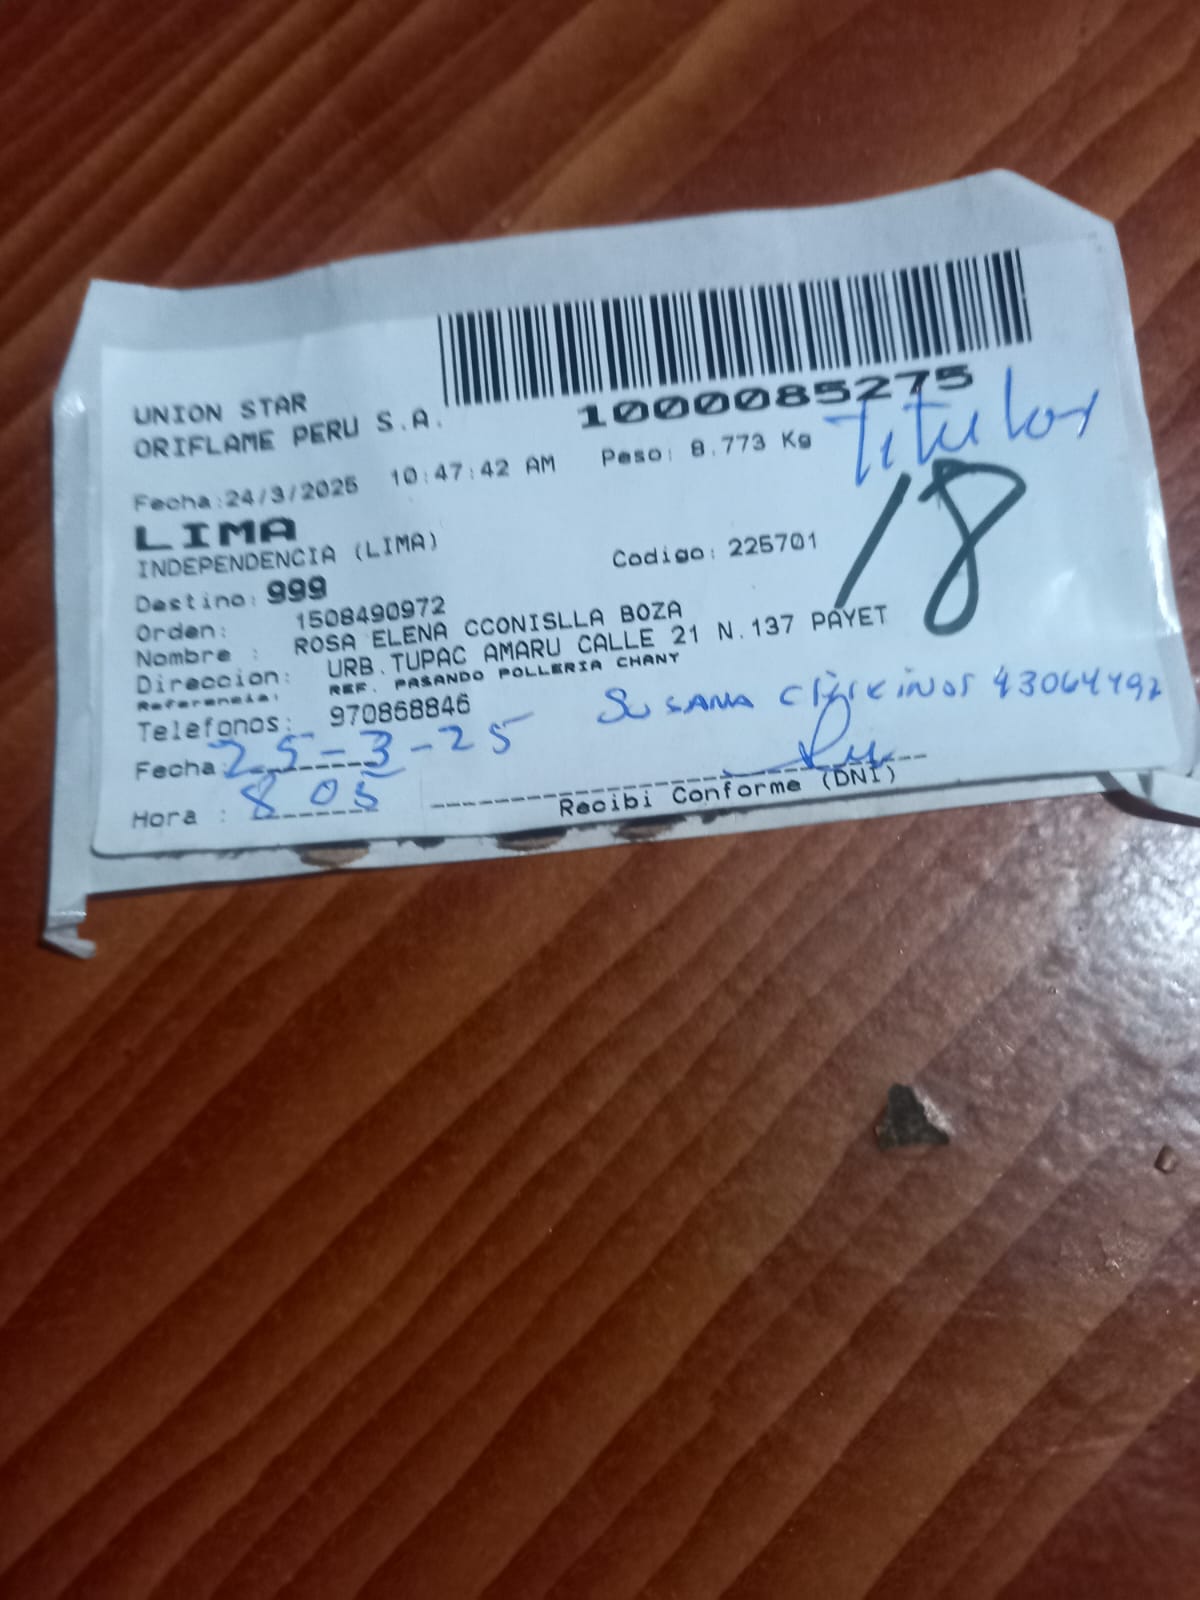 UNION STAR
ORIFLAME PERU S.A.
1000085275
Titular
Fecha:24/3/2025 10:47:42 AM Peso: 8.773 Kg
18
LIMA
INDEPENDENCIA (LIMA) Codigo: 225701
Destino: 999
Orden: 1508490972
Nombre : ROSA ELENA CCONISLLA BOZA
Direccion: URB.TUPAC AMARU CALLE 21 N.137 PAYET
Referencia: REF. PASANDO POLLERIA CHANY
Telefonos: 970868846
SUSANA 43064492
Fecha: 25-3-25
Hora : 8 05
Recibi Conforme (DNI)